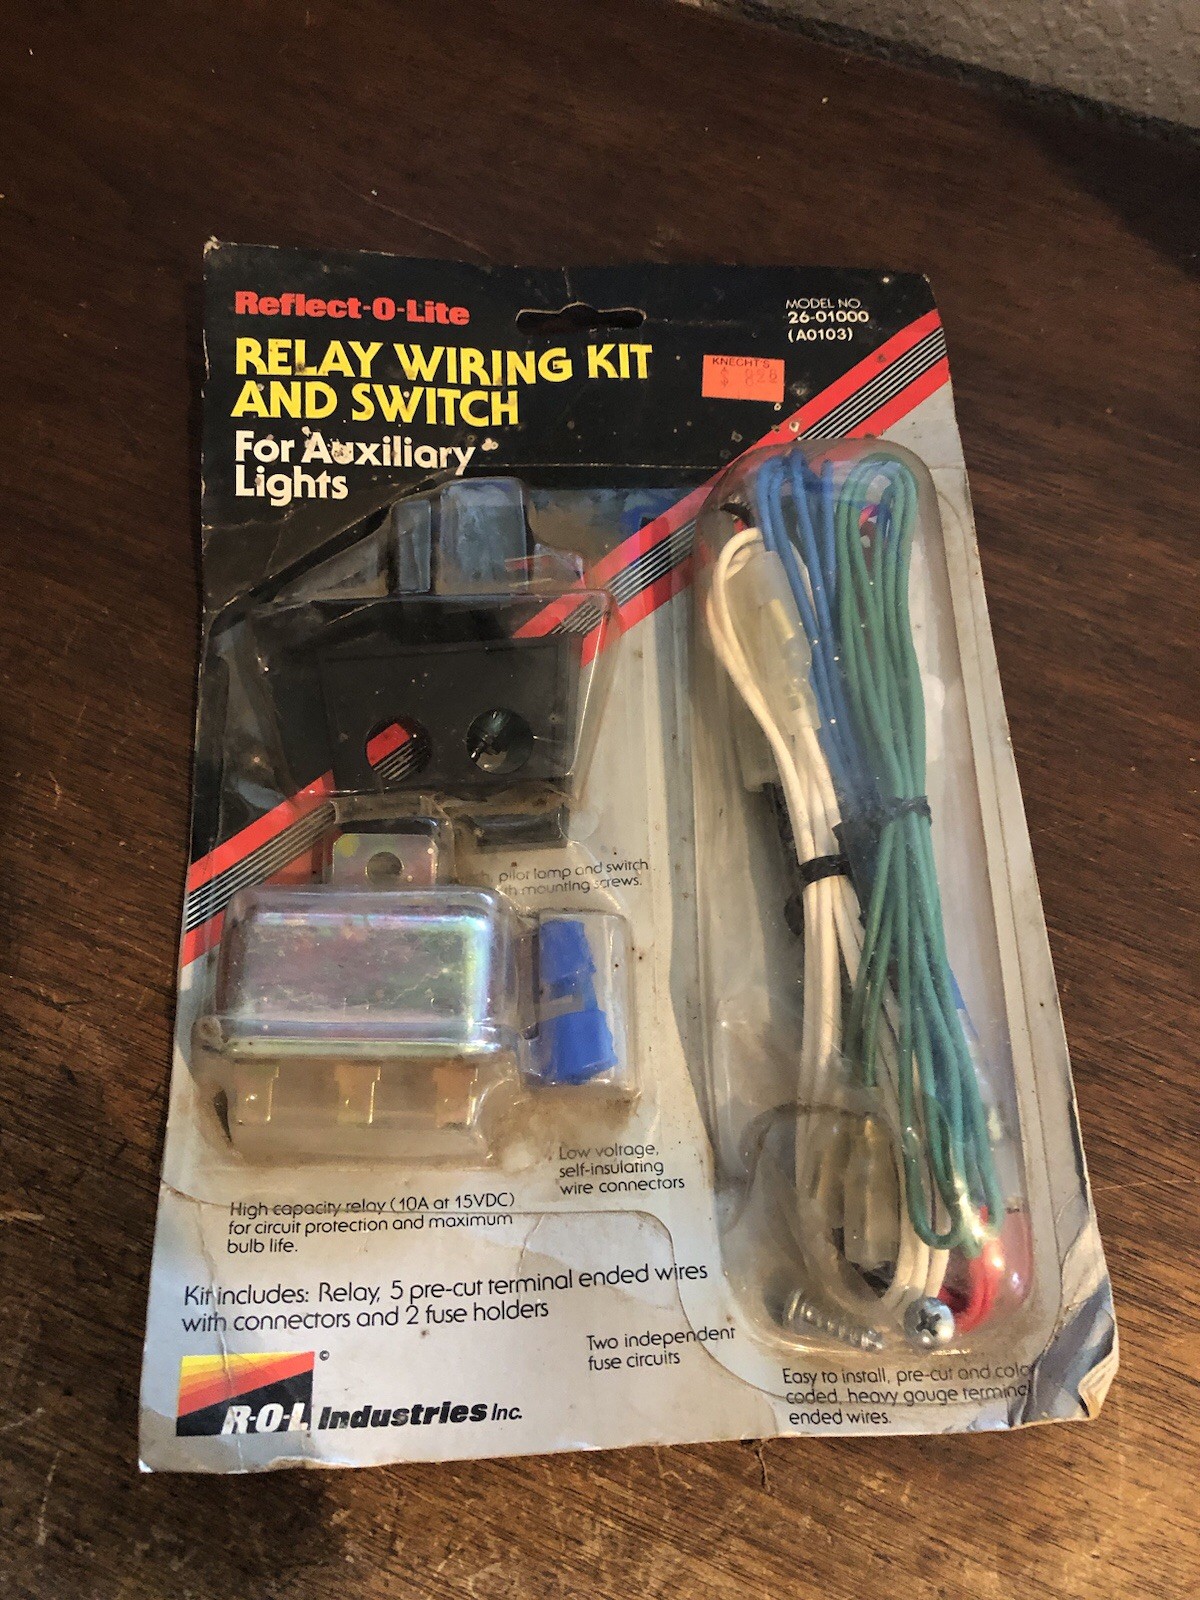 Reflect-O-Lite
MODEL NO.
26-01000
(A0103)
RELAY WIRING KIT
AND SWITCH
KNECHT'S
For Auxiliary
Lights
pilot lamp and switch
mounting screws.
Low voltage,
self-insulating
wire connectors
High capacity relay (10A at 15VDC)
for circuit protection and maximum
bulb life.
Kit includes: Relay, 5 pre-cut terminal ended wires
with connectors and 2 fuse holders
Two independent
fuse circuits
Easy to install, pre-cut and color
coded, heavy gauge terminal
ended wires.
©
R·O·L Industries Inc.